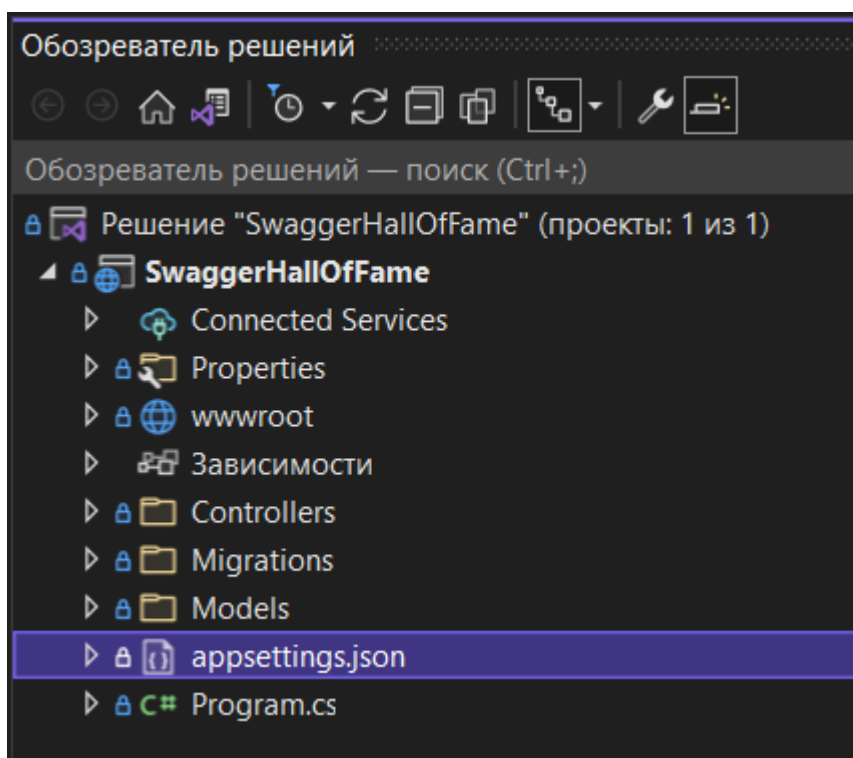 Обозреватель решений
Обозреватель решений — поиск (Ctrl+;)
Решение "SwaggerHallOfFame" (проекты: 1 из 1)
SwaggerHallOfFame
Connected Services
Properties
wwwroot
Зависимости
Controllers
Migrations
Models
appsettings.json
C# Program.cs